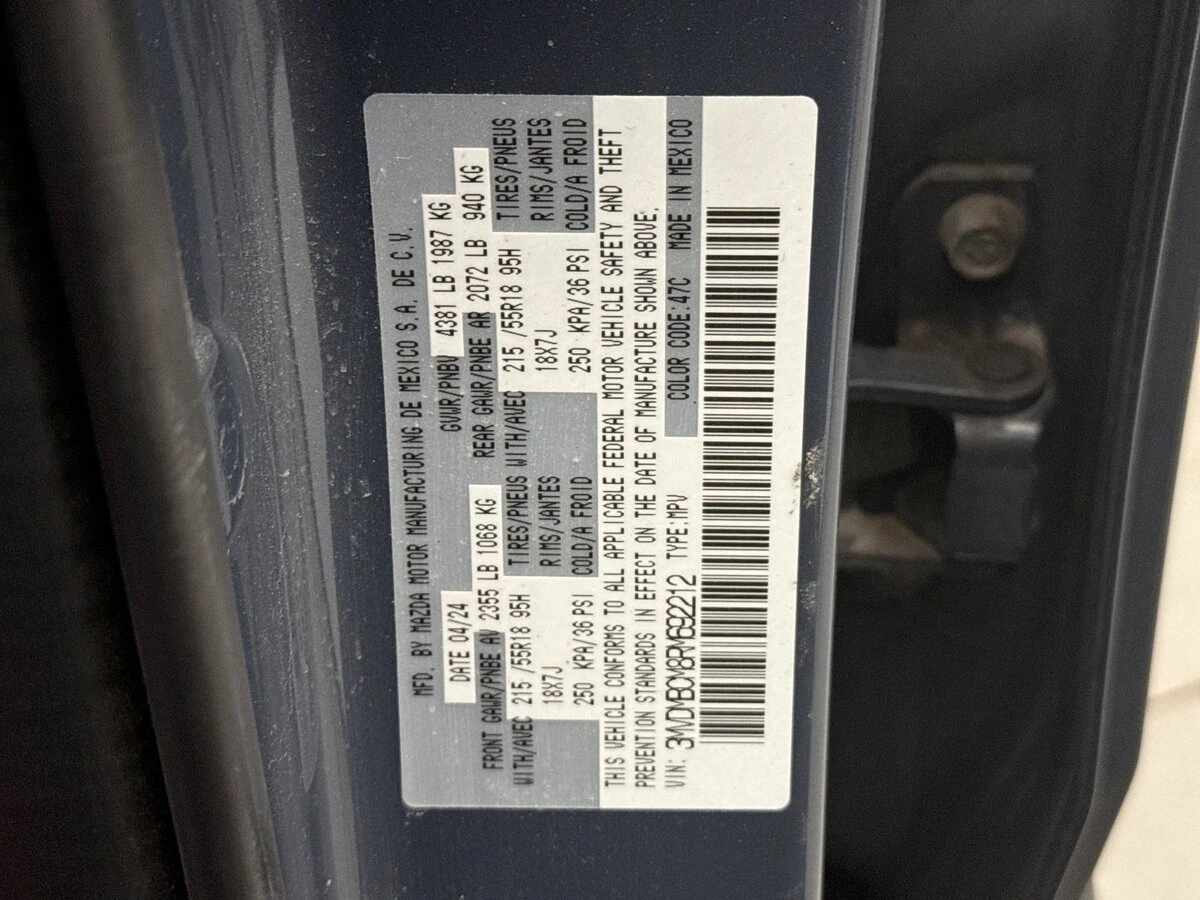 MFD. BY MAZDA MOTOR MANUFACTURING DE MEXICO S.A. DE C.V.
DATE 04/24 GVWR/PNBV 4381 LB 1987 KG
FRONT GAWR/PNBE AV 2355 LB 1068 KG REAR GAWR/PNBE AR 2072 LB 940 KG
WITH/AVEC 215 /55R18 95H TIRES/PNEUS WITH/AVEC 215 /55R18 95H TIRES/PNEUS
18X7J RIMS/JANTES 18X7J RIMS/JANTES
250 KPA/36 PSI COLD/A FROID 250 KPA/36 PSI COLD/A FROID
THIS VEHICLE CONFORMS TO ALL APPLICABLE FEDERAL MOTOR VEHICLE SAFETY AND THEFT
PREVENTION STANDARDS IN EFFECT ON THE DATE OF MANUFACTURE SHOWN ABOVE.
VIN: 3MVDMBCM8RM692212 TYPE:MPV COLOR CODE:47C MADE IN MEXICO